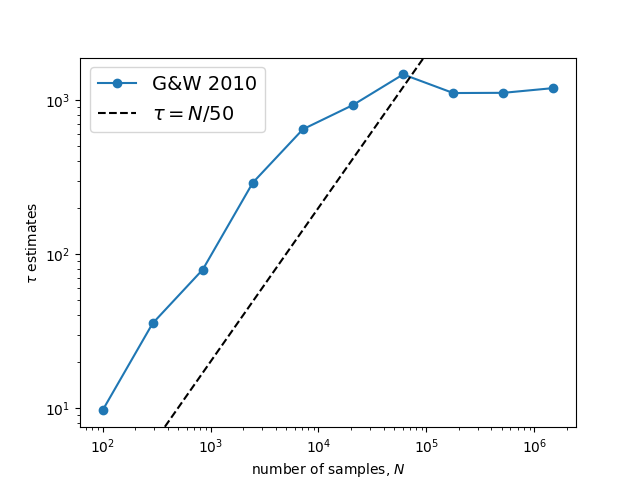 G&W 2010
τ = N/50
10³
10²
10¹
τ estimates
10² 10³ 10⁴ 10⁵ 10⁶
number of samples, N